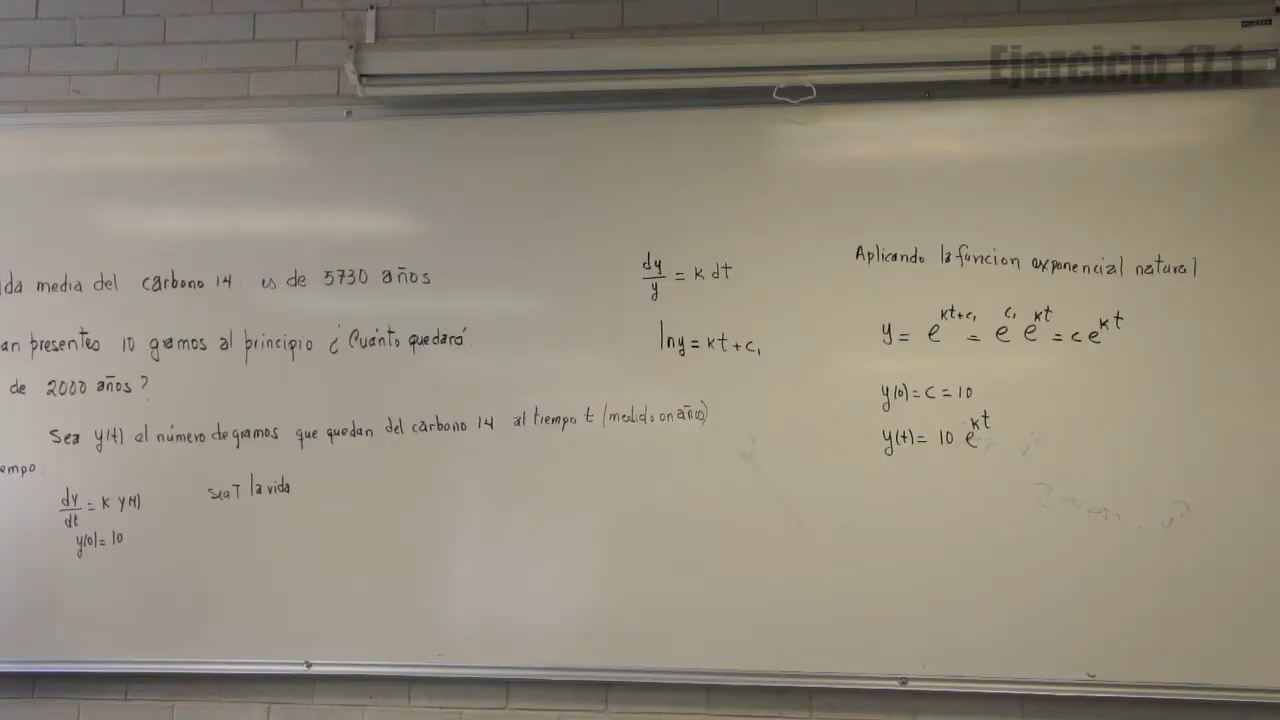 Ejercicio 17.1
da media del carbono 14 es de 5730 años
an presentes 10 gramos al principio ¿Cuánto quedará
de 2000 años?
Sea y(t) el número de gramos que quedan del carbono 14 al tiempo t (medido en años)
empo.
dy/dt = K y(t)
y(0)=10
sea T la vida
dy/y = K dt
ln y = Kt + C₁
Aplicando la funcion exponencial natural
y = e^{Kt+C₁} = e^{C₁} e^{Kt} = C e^{Kt}
y(0) = C = 10
y(t) = 10 e^{Kt}